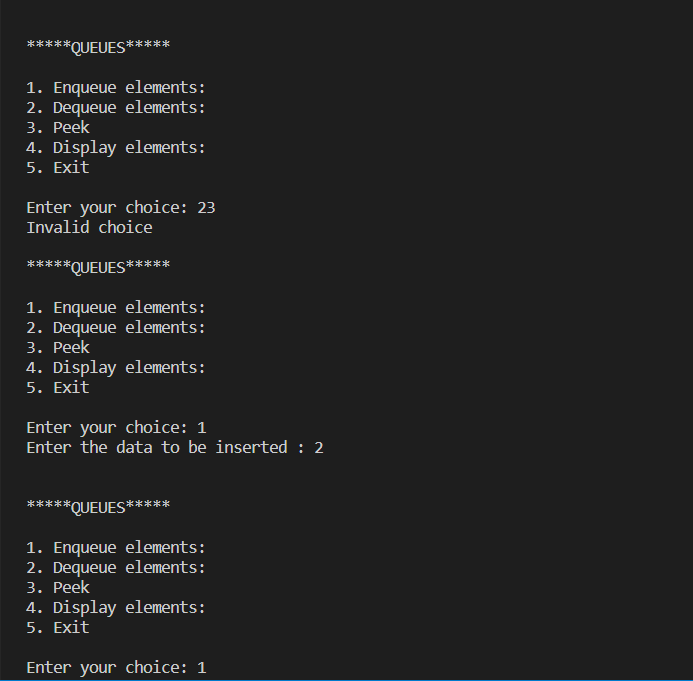 *****QUEUES*****
1. Enqueue elements:
2. Dequeue elements:
3. Peek
4. Display elements:
5. Exit
Enter your choice: 23
Invalid choice
*****QUEUES*****
1. Enqueue elements:
2. Dequeue elements:
3. Peek
4. Display elements:
5. Exit
Enter your choice: 1
Enter the data to be inserted : 2
*****QUEUES*****
1. Enqueue elements:
2. Dequeue elements:
3. Peek
4. Display elements:
5. Exit
Enter your choice: 1